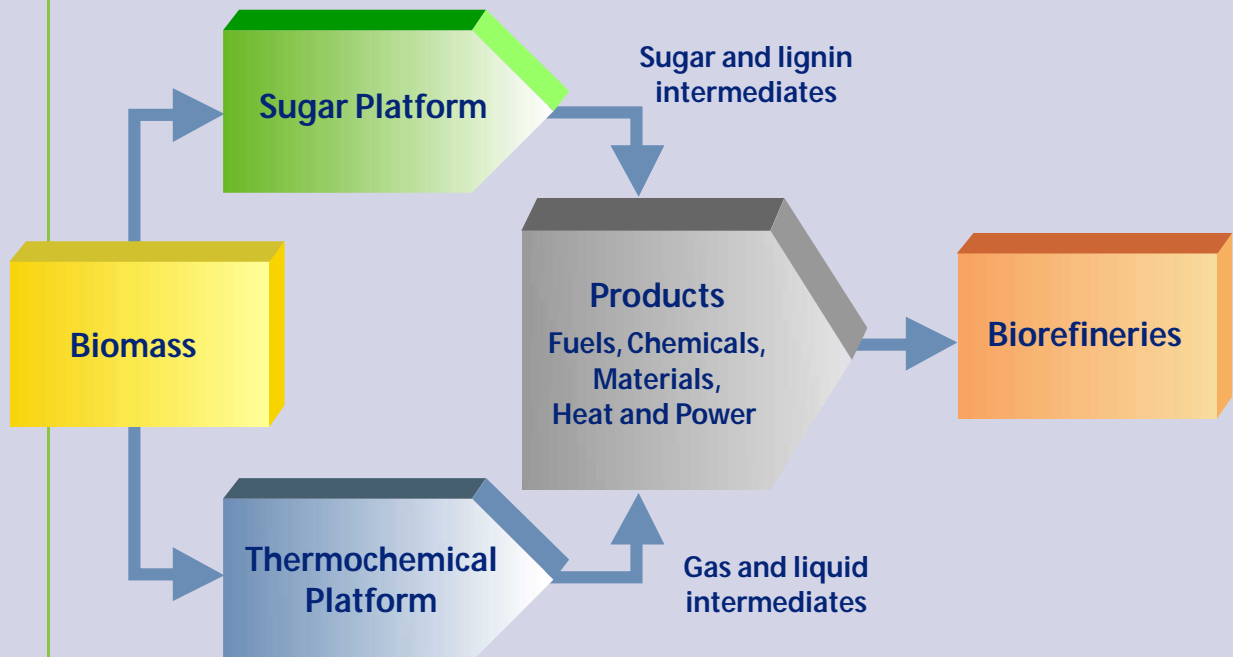 Sugar Platform
Sugar and lignin
intermediates
Biomass
Products
Fuels, Chemicals,
Materials,
Heat and Power
Biorefineries
Thermochemical
Platform
Gas and liquid
intermediates